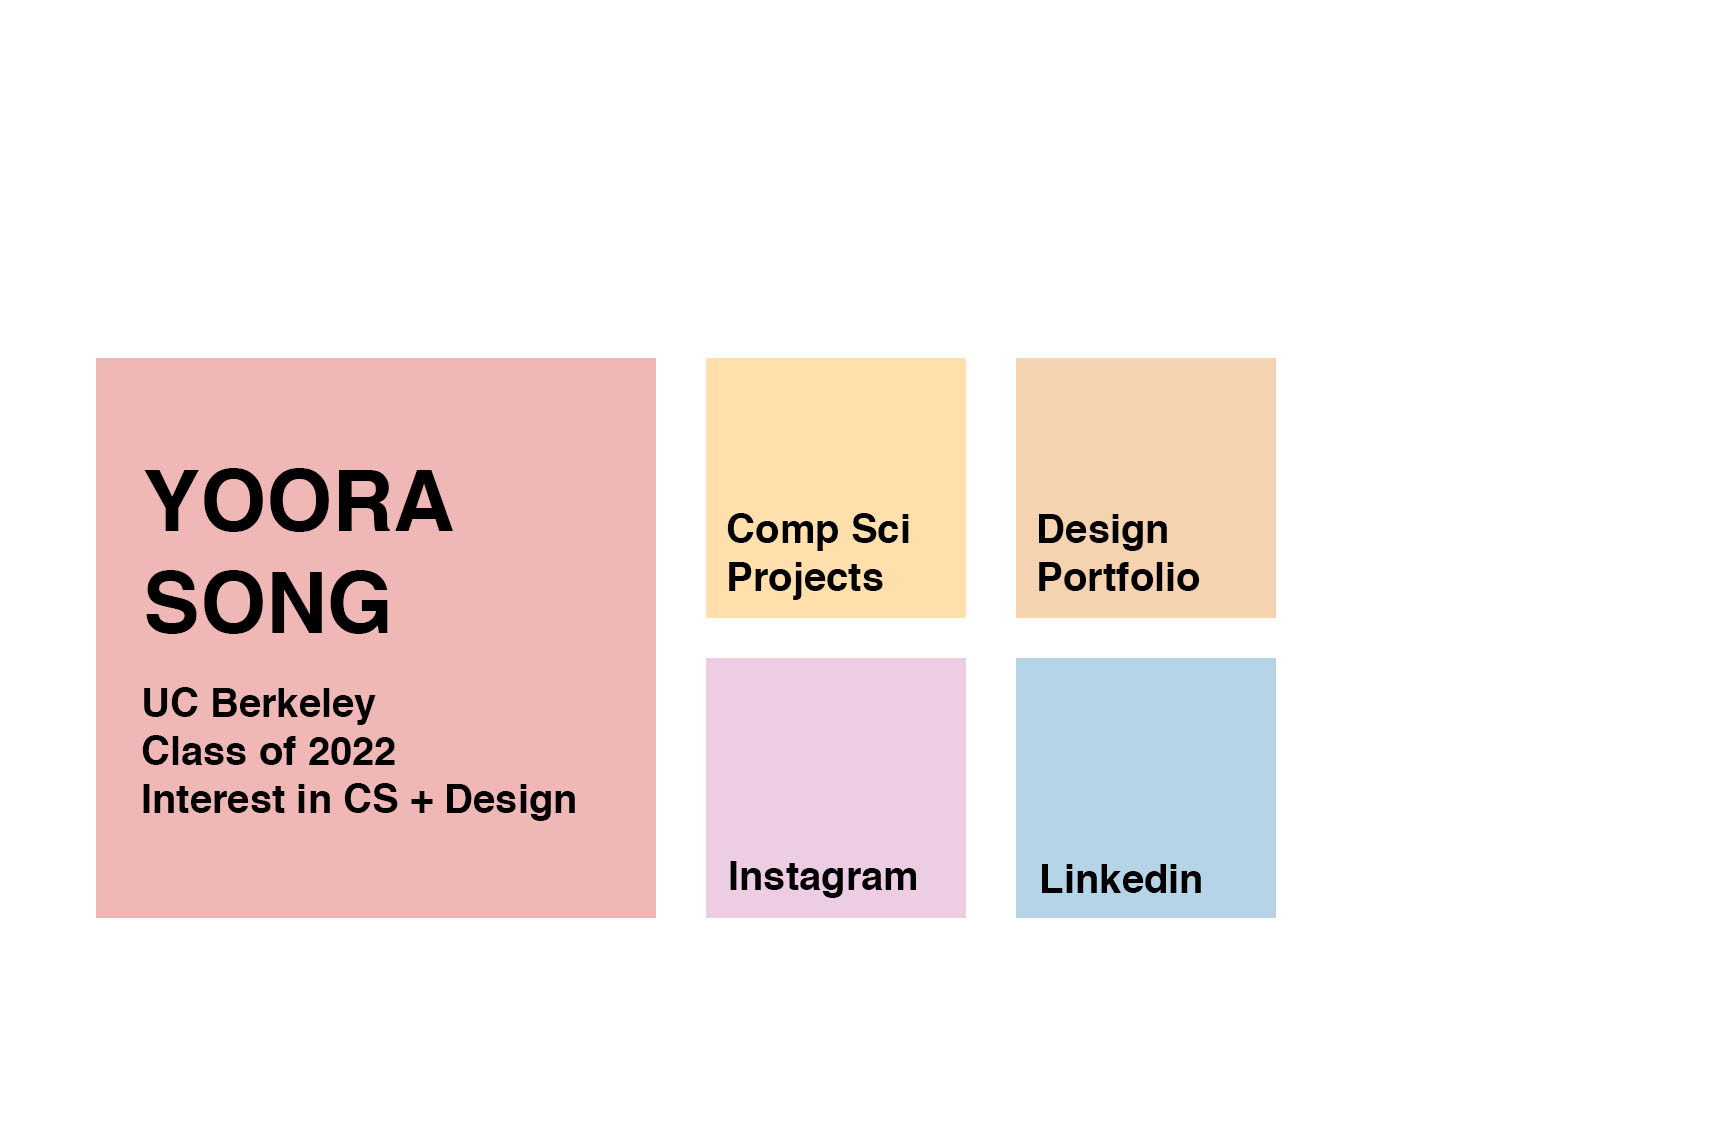 YOORA
SONG
UC Berkeley
Class of 2022
Interest in CS + Design
Comp Sci
Projects
Design
Portfolio
Instagram
Linkedin